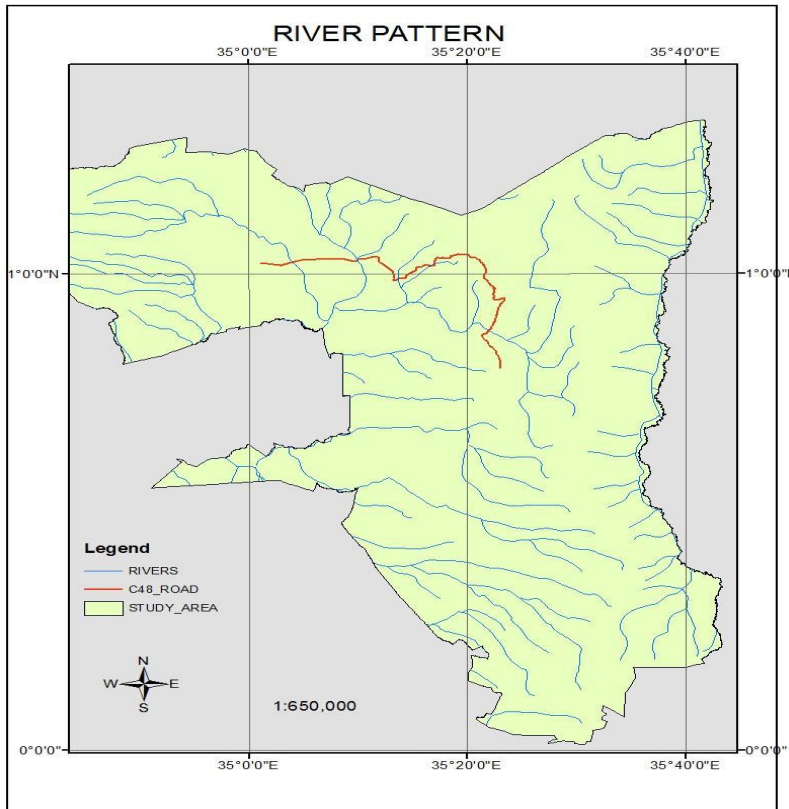 RIVER PATTERN
35°0'0"E 35°20'0"E 35°40'0"E
1°0'0"N 1°0'0"N
Legend
RIVERS
C48_ROAD
STUDY_AREA
N
W E
S
1:650,000
0°0'0" 0°0'0"
35°0'0"E 35°20'0"E 35°40'0"E